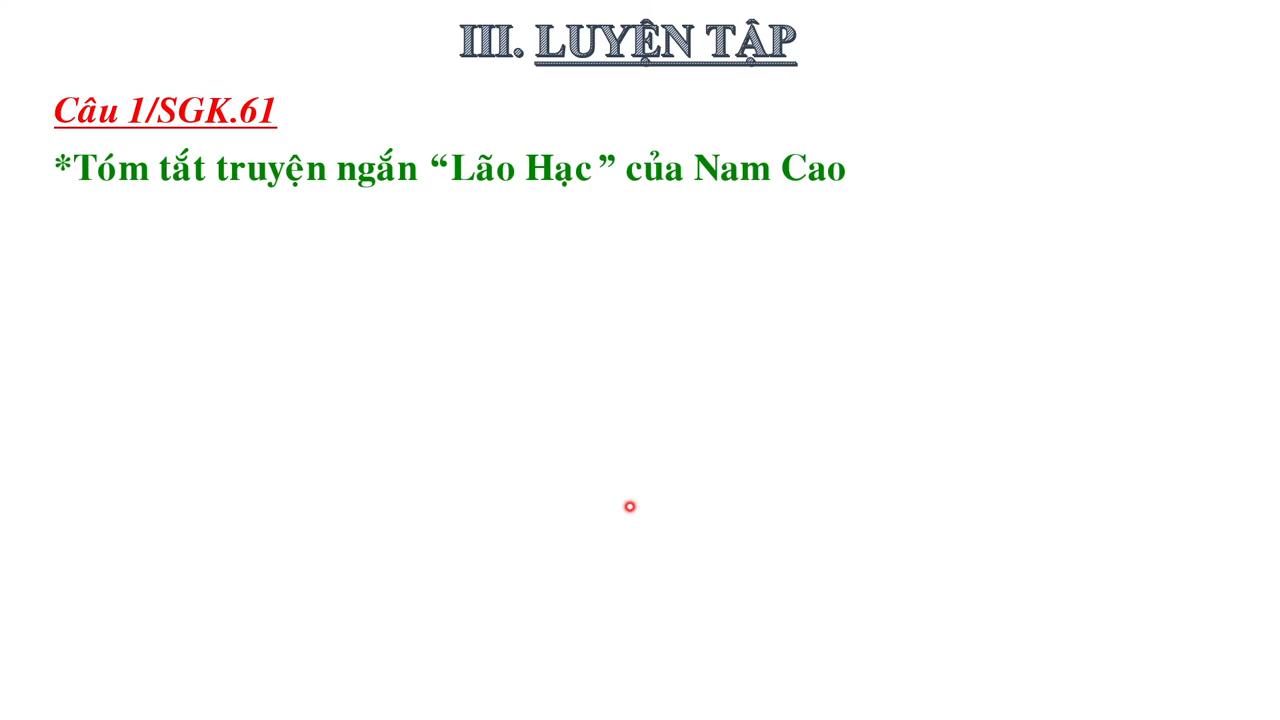 III. LUYỆN TẬP
Câu 1/SGK.61
*Tóm tắt truyện ngắn “Lão Hạc” của Nam Cao